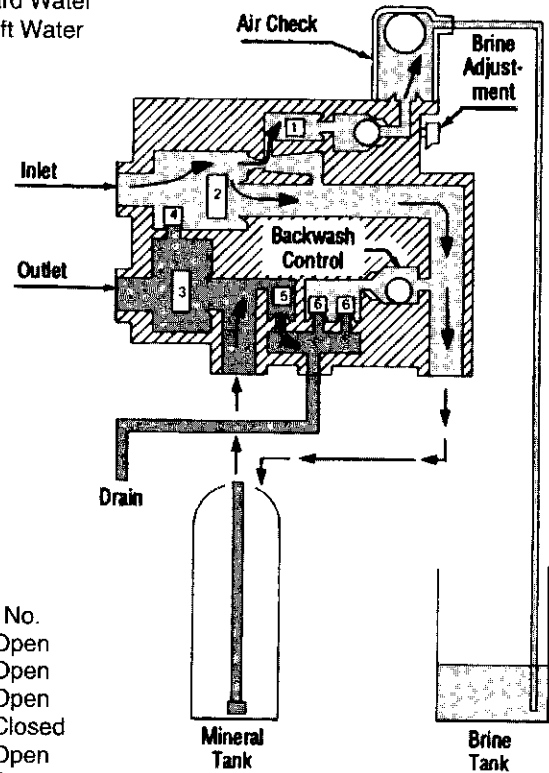 ard Water
ft Water
Air Check
Brine
Adjust-
ment
1
Inlet
2
4
Backwash
Control
Outlet
3
5
6
6
Drain
No.
Open
Open
Open
Closed
Open
Mineral
Tank
Brine
Tank